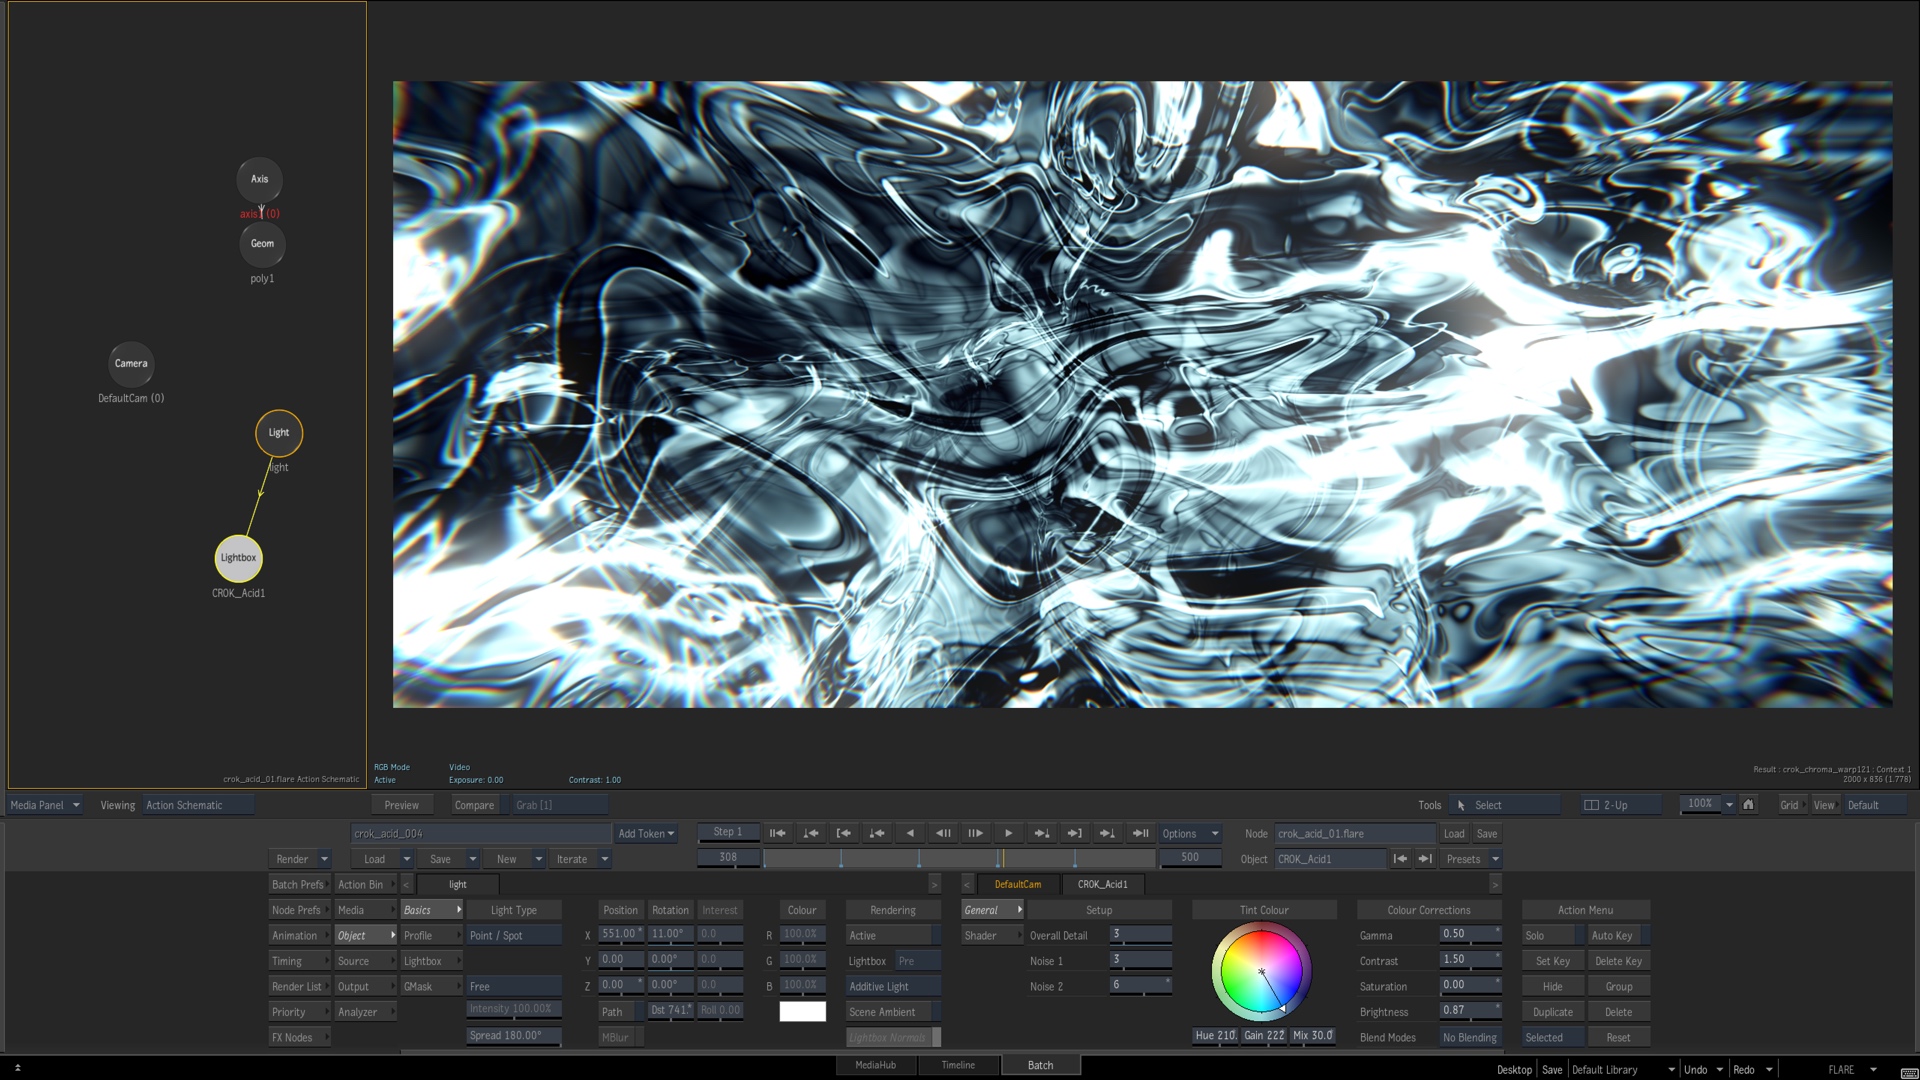 Axis
axis1 (0)
Geom
poly1
Camera
DefaultCam (0)
Light
light
Lightbox
CROK_Acid1
crok_acid_01.flare Action Schematic
RGB Mode Video
Active Exposure: 0.00 Contrast: 1.00
Result : crok_chroma_warp121 : Context 1
2000 x 836 (1.778)
Media Panel Viewing Action Schematic Preview Compare Grab [1] Tools Select 2-Up 100% Grid View Default
crok_acid_004 Add Token Step 1 Options Node crok_acid_01.flare Load Save
Render Load Save New Iterate 308 500 Object CROK_Acid1 Presets
Batch Prefs Action Bin < light > < DefaultCam CROK_Acid1 >
Node Prefs Media Basics Light Type Position Rotation Interest Colour Rendering General Setup Tint Colour Colour Corrections Action Menu
Animation Object Profile Point / Spot X 551.00 11.00° 0.0 R 100.0% Active Shader Overall Detail 3 Gamma 0.50 Solo Auto Key
Timing Source Lightbox Y 0.00 0.00° 0.0 G 100.0% Lightbox Pre Noise 1 3 Contrast 1.50 Set Key Delete Key
Render List Output GMask Free Z 0.00 0.00° 0.0 B 100.0% Additive Light Noise 2 6 Saturation 0.00 Hide Group
Priority Analyzer Intensity 100.00% Path Dst 741. Roll 0.00 Scene Ambient Brightness 0.87 Duplicate Delete
FX Nodes Spread 180.00° MBlur Lightbox Normals Hue 210. Gain 222 Mix 30.0 Blend Modes No Blending Selected Reset
MediaHub Timeline Batch Desktop Save Default Library Undo Redo FLARE